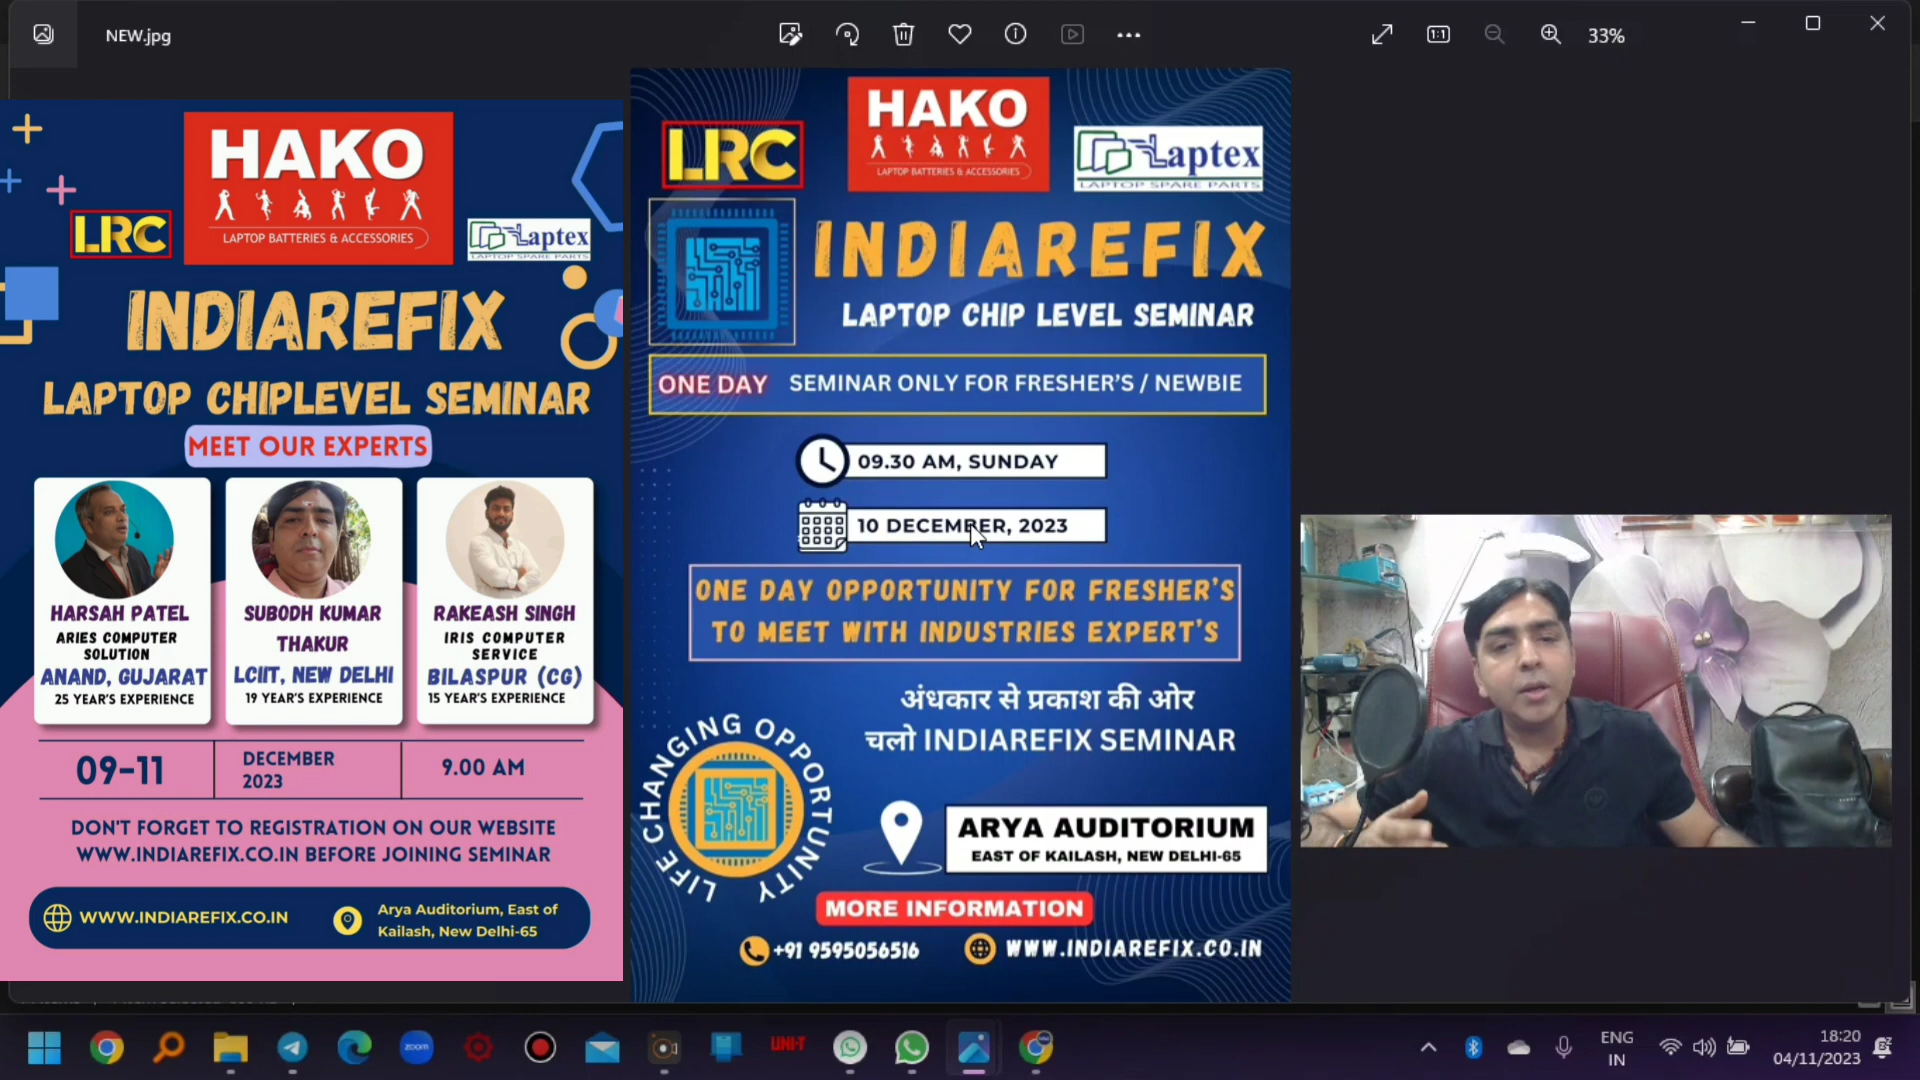 NEW.jpg
33%
HAKO
LAPTOP BATTERIES & ACCESSORIES
LRC
Laptex
LAPTOP SPARE PARTS
INDIAREFIX
LAPTOP CHIPLEVEL SEMINAR
MEET OUR EXPERTS
HARSAH PATEL
ARIES COMPUTER
SOLUTION
ANAND, GUJARAT
25 YEAR'S EXPERIENCE
SUBODH KUMAR
THAKUR
LCIIT, NEW DELHI
19 YEAR'S EXPERIENCE
RAKEASH SINGH
IRIS COMPUTER
SERVICE
BILASPUR (CG)
15 YEAR'S EXPERIENCE
09-11
DECEMBER
2023
9.00 AM
DON'T FORGET TO REGISTRATION ON OUR WEBSITE
WWW.INDIAREFIX.CO.IN BEFORE JOINING SEMINAR
WWW.INDIAREFIX.CO.IN
Arya Auditorium, East of
Kailash, New Delhi-65
LRC
HAKO
LAPTOP BATTERIES & ACCESSORIES
Laptex
LAPTOP SPARE PARTS
INDIAREFIX
LAPTOP CHIP LEVEL SEMINAR
ONE DAY SEMINAR ONLY FOR FRESHER'S / NEWBIE
09.30 AM, SUNDAY
10 DECEMBER, 2023
ONE DAY OPPORTUNITY FOR FRESHER'S
TO MEET WITH INDUSTRIES EXPERT'S
अंधकार से प्रकाश की ओर
चलो INDIAREFIX SEMINAR
LIFE CHANGING OPPORTUNITY
ARYA AUDITORIUM
EAST OF KAILASH, NEW DELHI-65
MORE INFORMATION
+91 9595056516
WWW.INDIAREFIX.CO.IN
zoom
UNI-T
ENG
IN
18:20
04/11/2023